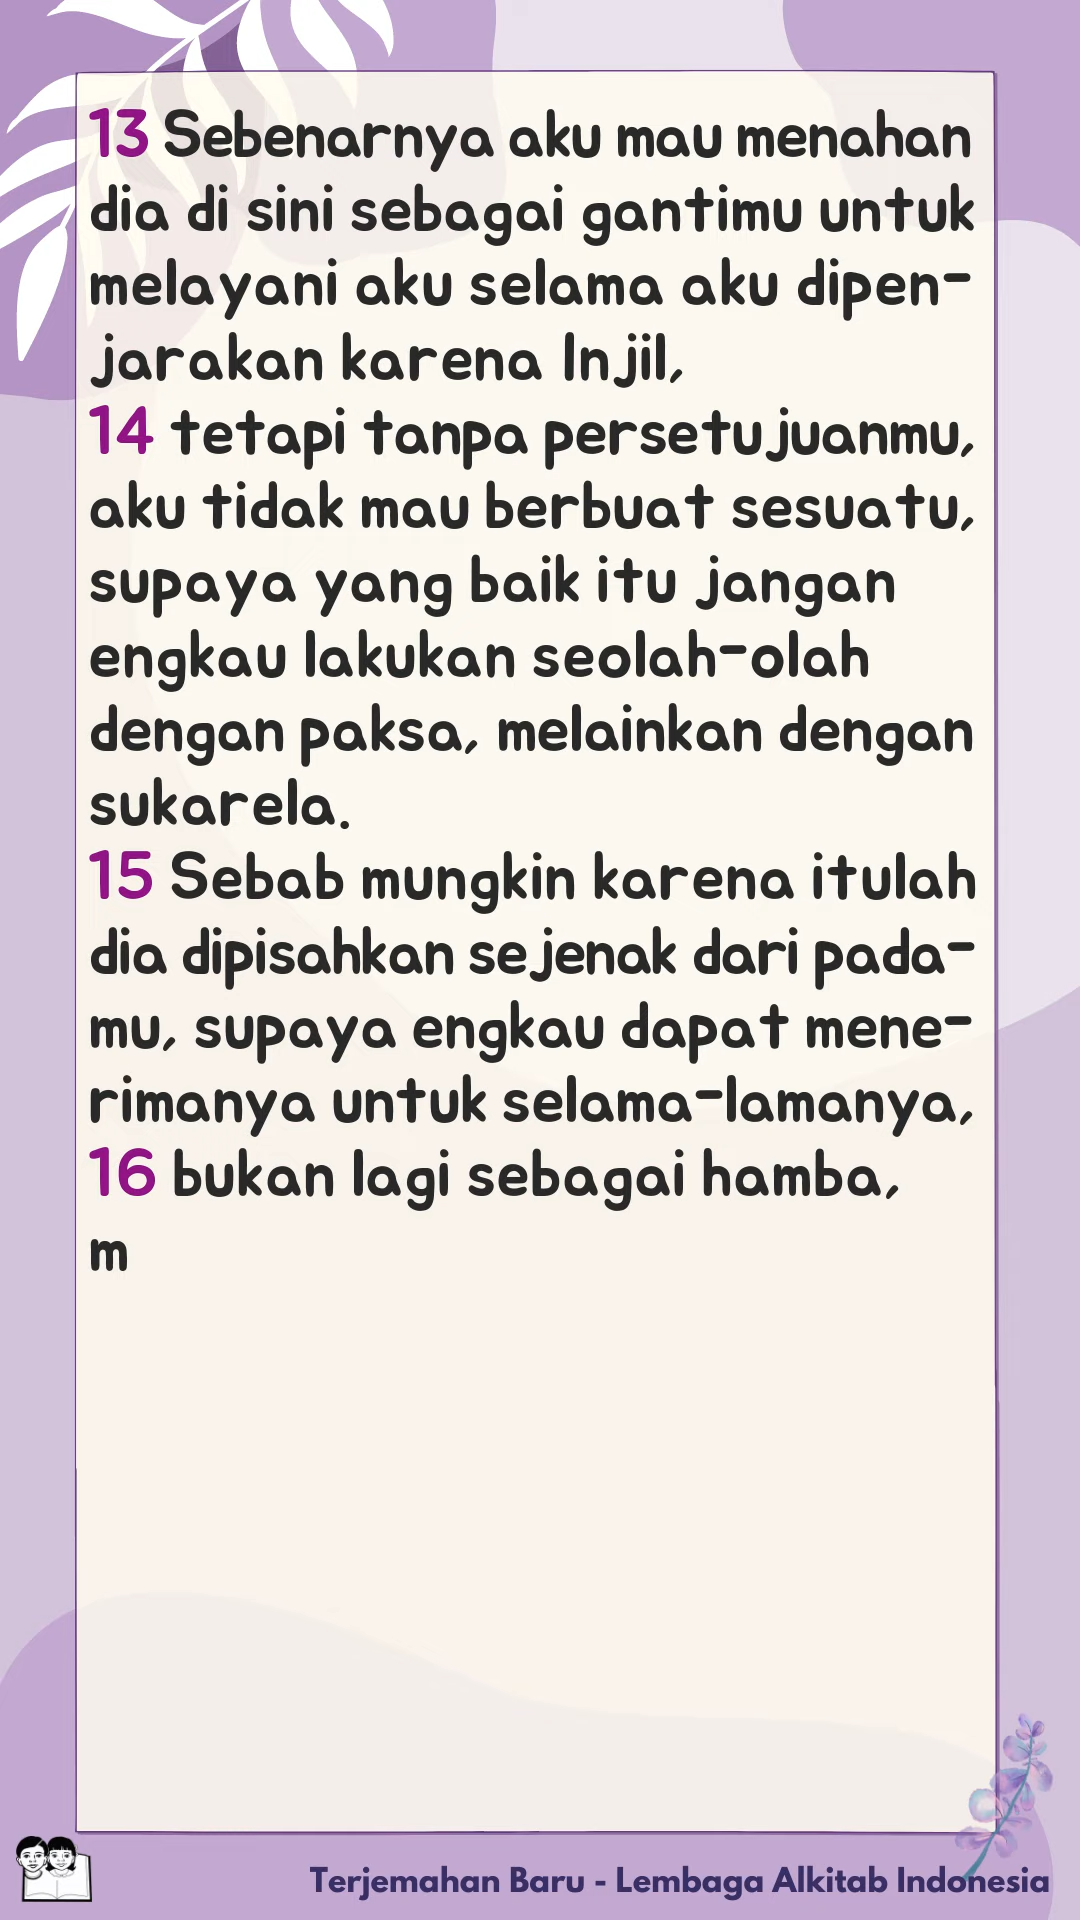 13 Sebenarnya aku mau menahan
dia di sini sebagai gantimu untuk
melayani aku selama aku dipen-
jarakan karena Injil,
14 tetapi tanpa persetujuanmu,
aku tidak mau berbuat sesuatu,
supaya yang baik itu jangan
engkau lakukan seolah-olah
dengan paksa, melainkan dengan
sukarela.
15 Sebab mungkin karena itulah
dia dipisahkan sejenak dari pada-
mu, supaya engkau dapat mene-
rimanya untuk selama-lamanya,
16 bukan lagi sebagai hamba,
m
Terjemahan Baru - Lembaga Alkitab Indonesia